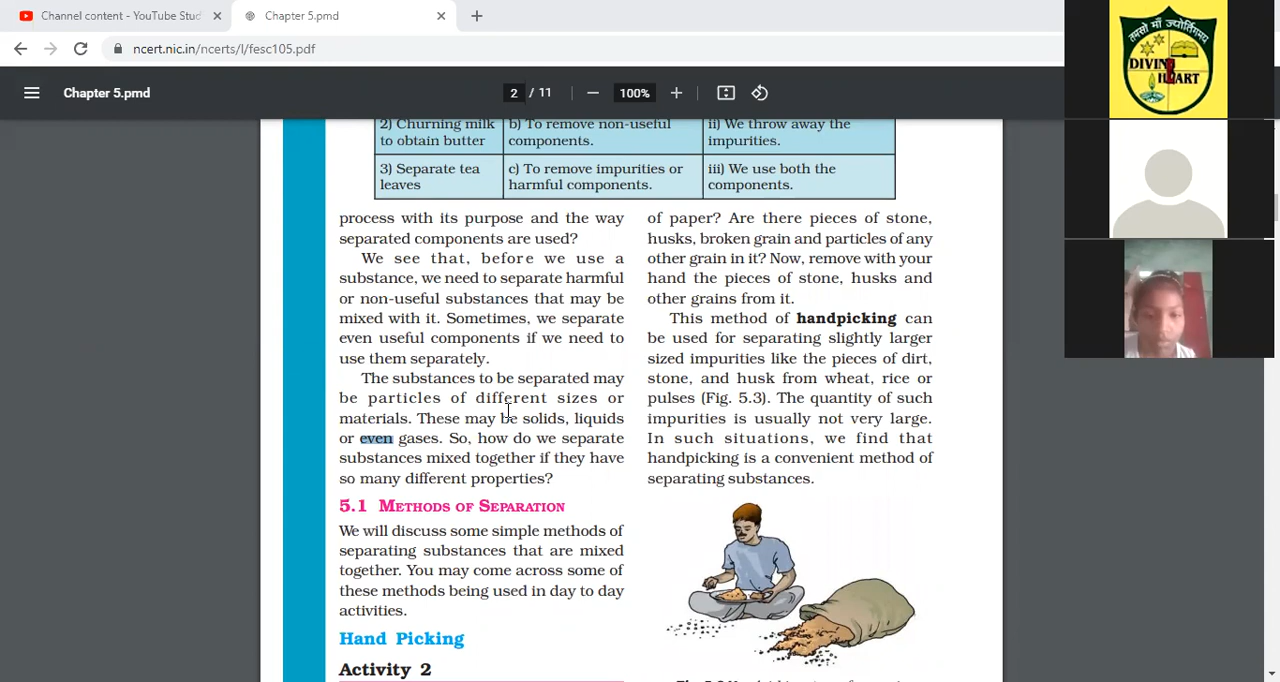 Channel content - YouTube Stud
Chapter 5.pmd
ncert.nic.in/ncerts/l/fesc105.pdf
Chapter 5.pmd
2 / 11
100%
2) Churning milk to obtain butter
b) To remove non-useful components.
ii) We throw away the impurities.
3) Separate tea leaves
c) To remove impurities or harmful components.
iii) We use both the components.
process with its purpose and the way
separated components are used?
We see that, before we use a
substance, we need to separate harmful
or non-useful substances that may be
mixed with it. Sometimes, we separate
even useful components if we need to
use them separately.
The substances to be separated may
be particles of different sizes or
materials. These may be solids, liquids
or even gases. So, how do we separate
substances mixed together if they have
so many different properties?
5.1 METHODS OF SEPARATION
We will discuss some simple methods of
separating substances that are mixed
together. You may come across some of
these methods being used in day to day
activities.
Hand Picking
Activity 2
of paper? Are there pieces of stone,
husks, broken grain and particles of any
other grain in it? Now, remove with your
hand the pieces of stone, husks and
other grains from it.
This method of handpicking can
be used for separating slightly larger
sized impurities like the pieces of dirt,
stone, and husk from wheat, rice or
pulses (Fig. 5.3). The quantity of such
impurities is usually not very large.
In such situations, we find that
handpicking is a convenient method of
separating substances.
तमसो माँ ज्योतिर्गमय
DIVINE
HEART